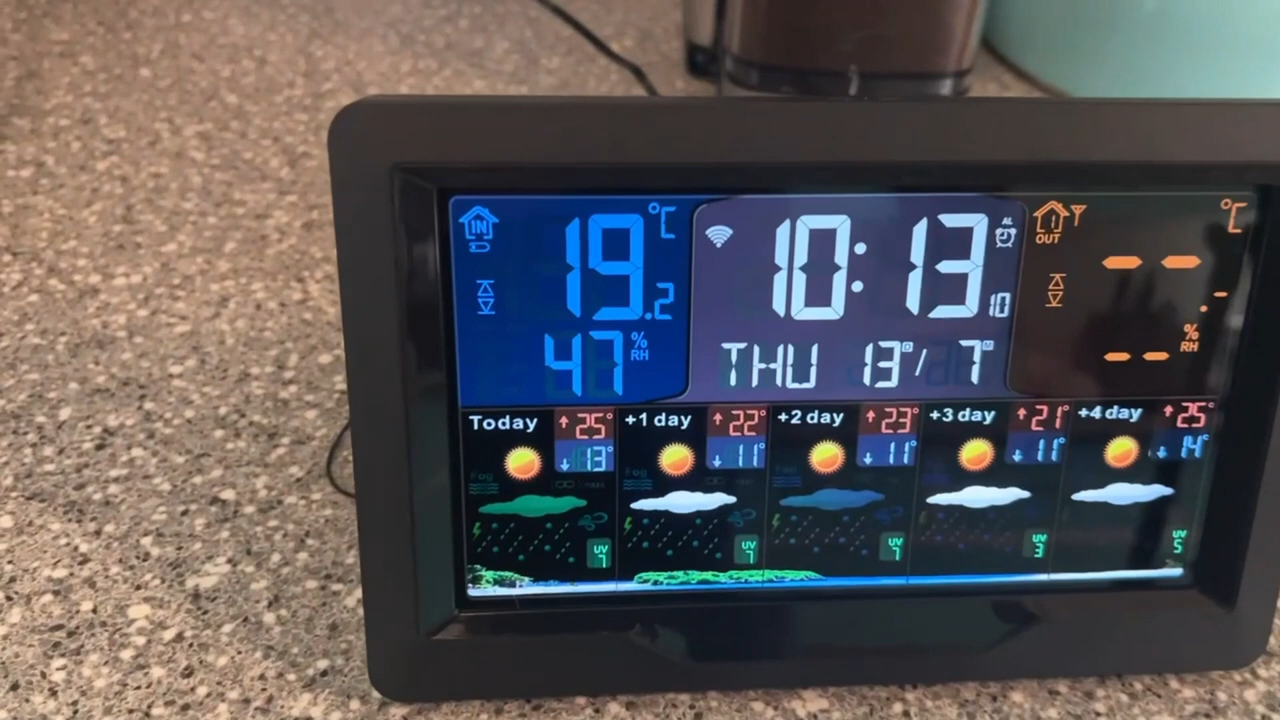 IN 19.2 °C
47 % RH
10:13 10
AL
THU 13 D / 7 M
OUT °C
-- .-
-- % RH
Today 25° 13°
+1 day 22° 11°
+2 day 23° 11°
+3 day 21° 11°
+4 day 25° 14°
Fog
Fog
Fog
UV 7
UV 7
UV 7
UV 3
UV 5